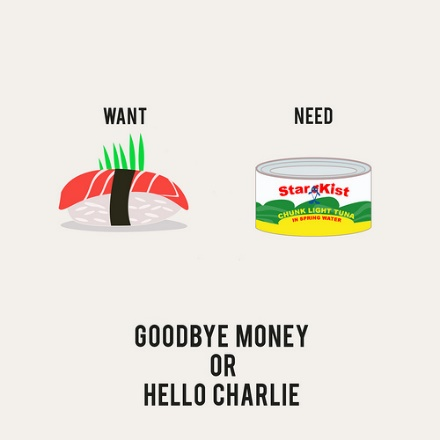 WANT
NEED
StarKist
CHUNK LIGHT TUNA
IN SPRING WATER
GOODBYE MONEY
OR
HELLO CHARLIE